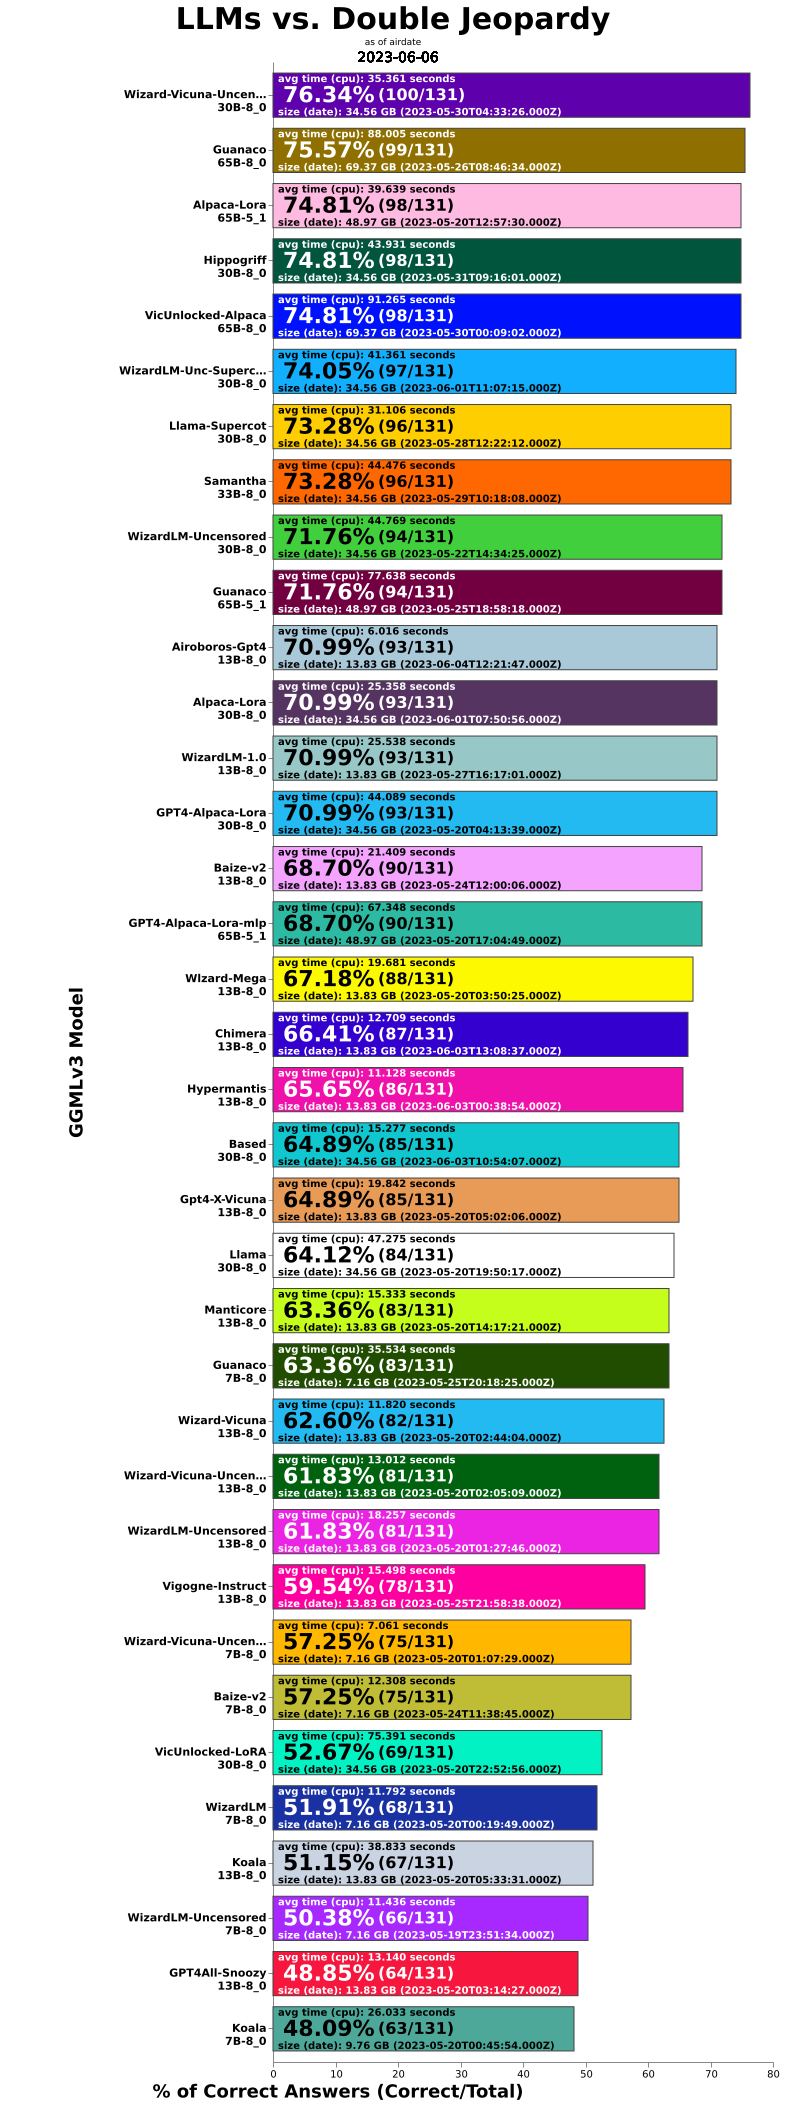 LLMs vs. Double Jeopardy
as of airdate
2023-06-06
GGMLv3 Model
Wizard-Vicuna-Uncen...
30B-8_0
avg time (cpu): 35.361 seconds
76.34% (100/131)
size (date): 34.56 GB (2023-05-30T04:33:26.000Z)
Guanaco
65B-8_0
avg time (cpu): 88.005 seconds
75.57% (99/131)
size (date): 69.37 GB (2023-05-26T08:46:34.000Z)
Alpaca-Lora
65B-5_1
avg time (cpu): 39.639 seconds
74.81% (98/131)
size (date): 48.97 GB (2023-05-20T12:57:30.000Z)
Hippogriff
30B-8_0
avg time (cpu): 43.931 seconds
74.81% (98/131)
size (date): 34.56 GB (2023-05-31T09:16:01.000Z)
VicUnlocked-Alpaca
65B-8_0
avg time (cpu): 91.265 seconds
74.81% (98/131)
size (date): 69.37 GB (2023-05-30T00:09:02.000Z)
WizardLM-Unc-Superc...
30B-8_0
avg time (cpu): 41.361 seconds
74.05% (97/131)
size (date): 34.56 GB (2023-06-01T11:07:15.000Z)
Llama-Supercot
30B-8_0
avg time (cpu): 31.106 seconds
73.28% (96/131)
size (date): 34.56 GB (2023-05-28T12:22:12.000Z)
Samantha
33B-8_0
avg time (cpu): 44.476 seconds
73.28% (96/131)
size (date): 34.56 GB (2023-05-29T10:18:08.000Z)
WizardLM-Uncensored
30B-8_0
avg time (cpu): 44.769 seconds
71.76% (94/131)
size (date): 34.56 GB (2023-05-22T14:34:25.000Z)
Guanaco
65B-5_1
avg time (cpu): 77.638 seconds
71.76% (94/131)
size (date): 48.97 GB (2023-05-25T18:58:18.000Z)
Airoboros-Gpt4
13B-8_0
avg time (cpu): 6.016 seconds
70.99% (93/131)
size (date): 13.83 GB (2023-06-04T12:21:47.000Z)
Alpaca-Lora
30B-8_0
avg time (cpu): 25.358 seconds
70.99% (93/131)
size (date): 34.56 GB (2023-06-01T07:50:56.000Z)
WizardLM-1.0
13B-8_0
avg time (cpu): 25.538 seconds
70.99% (93/131)
size (date): 13.83 GB (2023-05-27T16:17:01.000Z)
GPT4-Alpaca-Lora
30B-8_0
avg time (cpu): 44.089 seconds
70.99% (93/131)
size (date): 34.56 GB (2023-05-20T04:13:39.000Z)
Baize-v2
13B-8_0
avg time (cpu): 21.409 seconds
68.70% (90/131)
size (date): 13.83 GB (2023-05-24T12:00:06.000Z)
GPT4-Alpaca-Lora-mlp
65B-5_1
avg time (cpu): 67.348 seconds
68.70% (90/131)
size (date): 48.97 GB (2023-05-20T17:04:49.000Z)
WIzard-Mega
13B-8_0
avg time (cpu): 19.681 seconds
67.18% (88/131)
size (date): 13.83 GB (2023-05-20T03:50:25.000Z)
Chimera
13B-8_0
avg time (cpu): 12.709 seconds
66.41% (87/131)
size (date): 13.83 GB (2023-06-03T13:08:37.000Z)
Hypermantis
13B-8_0
avg time (cpu): 11.128 seconds
65.65% (86/131)
size (date): 13.83 GB (2023-06-03T00:38:54.000Z)
Based
30B-8_0
avg time (cpu): 15.277 seconds
64.89% (85/131)
size (date): 34.56 GB (2023-06-03T10:54:07.000Z)
Gpt4-X-Vicuna
13B-8_0
avg time (cpu): 19.842 seconds
64.89% (85/131)
size (date): 13.83 GB (2023-05-20T05:02:06.000Z)
Llama
30B-8_0
avg time (cpu): 47.275 seconds
64.12% (84/131)
size (date): 34.56 GB (2023-05-20T19:50:17.000Z)
Manticore
13B-8_0
avg time (cpu): 15.333 seconds
63.36% (83/131)
size (date): 13.83 GB (2023-05-20T14:17:21.000Z)
Guanaco
7B-8_0
avg time (cpu): 35.534 seconds
63.36% (83/131)
size (date): 7.16 GB (2023-05-25T20:18:25.000Z)
Wizard-Vicuna
13B-8_0
avg time (cpu): 11.820 seconds
62.60% (82/131)
size (date): 13.83 GB (2023-05-20T02:44:04.000Z)
Wizard-Vicuna-Uncen...
13B-8_0
avg time (cpu): 13.012 seconds
61.83% (81/131)
size (date): 13.83 GB (2023-05-20T02:05:09.000Z)
WizardLM-Uncensored
13B-8_0
avg time (cpu): 18.257 seconds
61.83% (81/131)
size (date): 13.83 GB (2023-05-20T01:27:46.000Z)
Vigogne-Instruct
13B-8_0
avg time (cpu): 15.498 seconds
59.54% (78/131)
size (date): 13.83 GB (2023-05-25T21:58:38.000Z)
Wizard-Vicuna-Uncen...
7B-8_0
avg time (cpu): 7.061 seconds
57.25% (75/131)
size (date): 7.16 GB (2023-05-20T01:07:29.000Z)
Baize-v2
7B-8_0
avg time (cpu): 12.308 seconds
57.25% (75/131)
size (date): 7.16 GB (2023-05-24T11:38:45.000Z)
VicUnlocked-LoRA
30B-8_0
avg time (cpu): 75.391 seconds
52.67% (69/131)
size (date): 34.56 GB (2023-05-20T22:52:56.000Z)
WizardLM
7B-8_0
avg time (cpu): 11.792 seconds
51.91% (68/131)
size (date): 7.16 GB (2023-05-20T00:19:49.000Z)
Koala
13B-8_0
avg time (cpu): 38.833 seconds
51.15% (67/131)
size (date): 13.83 GB (2023-05-20T05:33:31.000Z)
WizardLM-Uncensored
7B-8_0
avg time (cpu): 11.436 seconds
50.38% (66/131)
size (date): 7.16 GB (2023-05-19T23:51:34.000Z)
GPT4All-Snoozy
13B-8_0
avg time (cpu): 13.140 seconds
48.85% (64/131)
size (date): 13.83 GB (2023-05-20T03:14:27.000Z)
Koala
7B-8_0
avg time (cpu): 26.033 seconds
48.09% (63/131)
size (date): 9.76 GB (2023-05-20T00:45:54.000Z)
0 10 20 30 40 50 60 70 80
% of Correct Answers (Correct/Total)